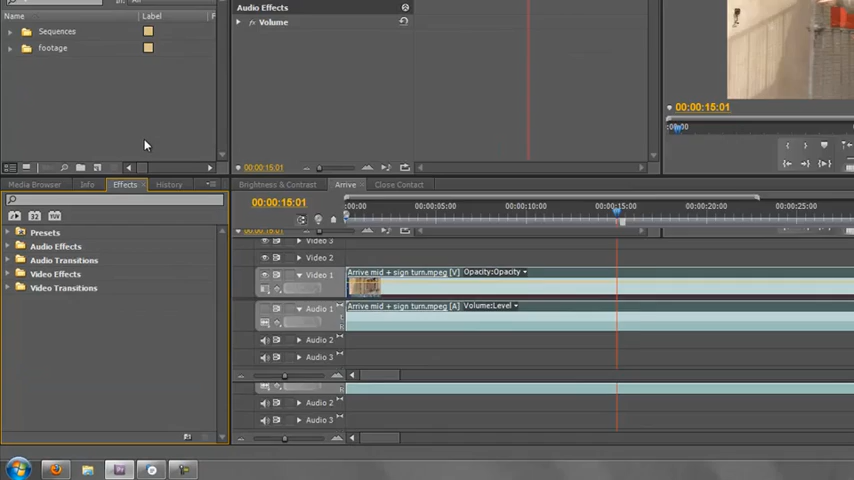 Audio Effects
Name Label
fx Volume
Sequences
footage
00:00:15:01
00:00
00:00:15:01
Media Browser Info Effects History
Brightness & Contrast Arrive Close Contact
00:00:15:01
:00:00 00:00:05:00 00:00:10:00 00:00:15:00 00:00:20:00 00:00:25:00
Presets
Audio Effects
Audio Transitions
Video Effects
Video Transitions
Video 3
Video 2
Video 1
Arrive mid + sign turn.mpeg [V] Opacity:Opacity
Audio 1
Arrive mid + sign turn.mpeg [A] Volume:Level
Audio 2
Audio 3
Audio 2
Audio 3